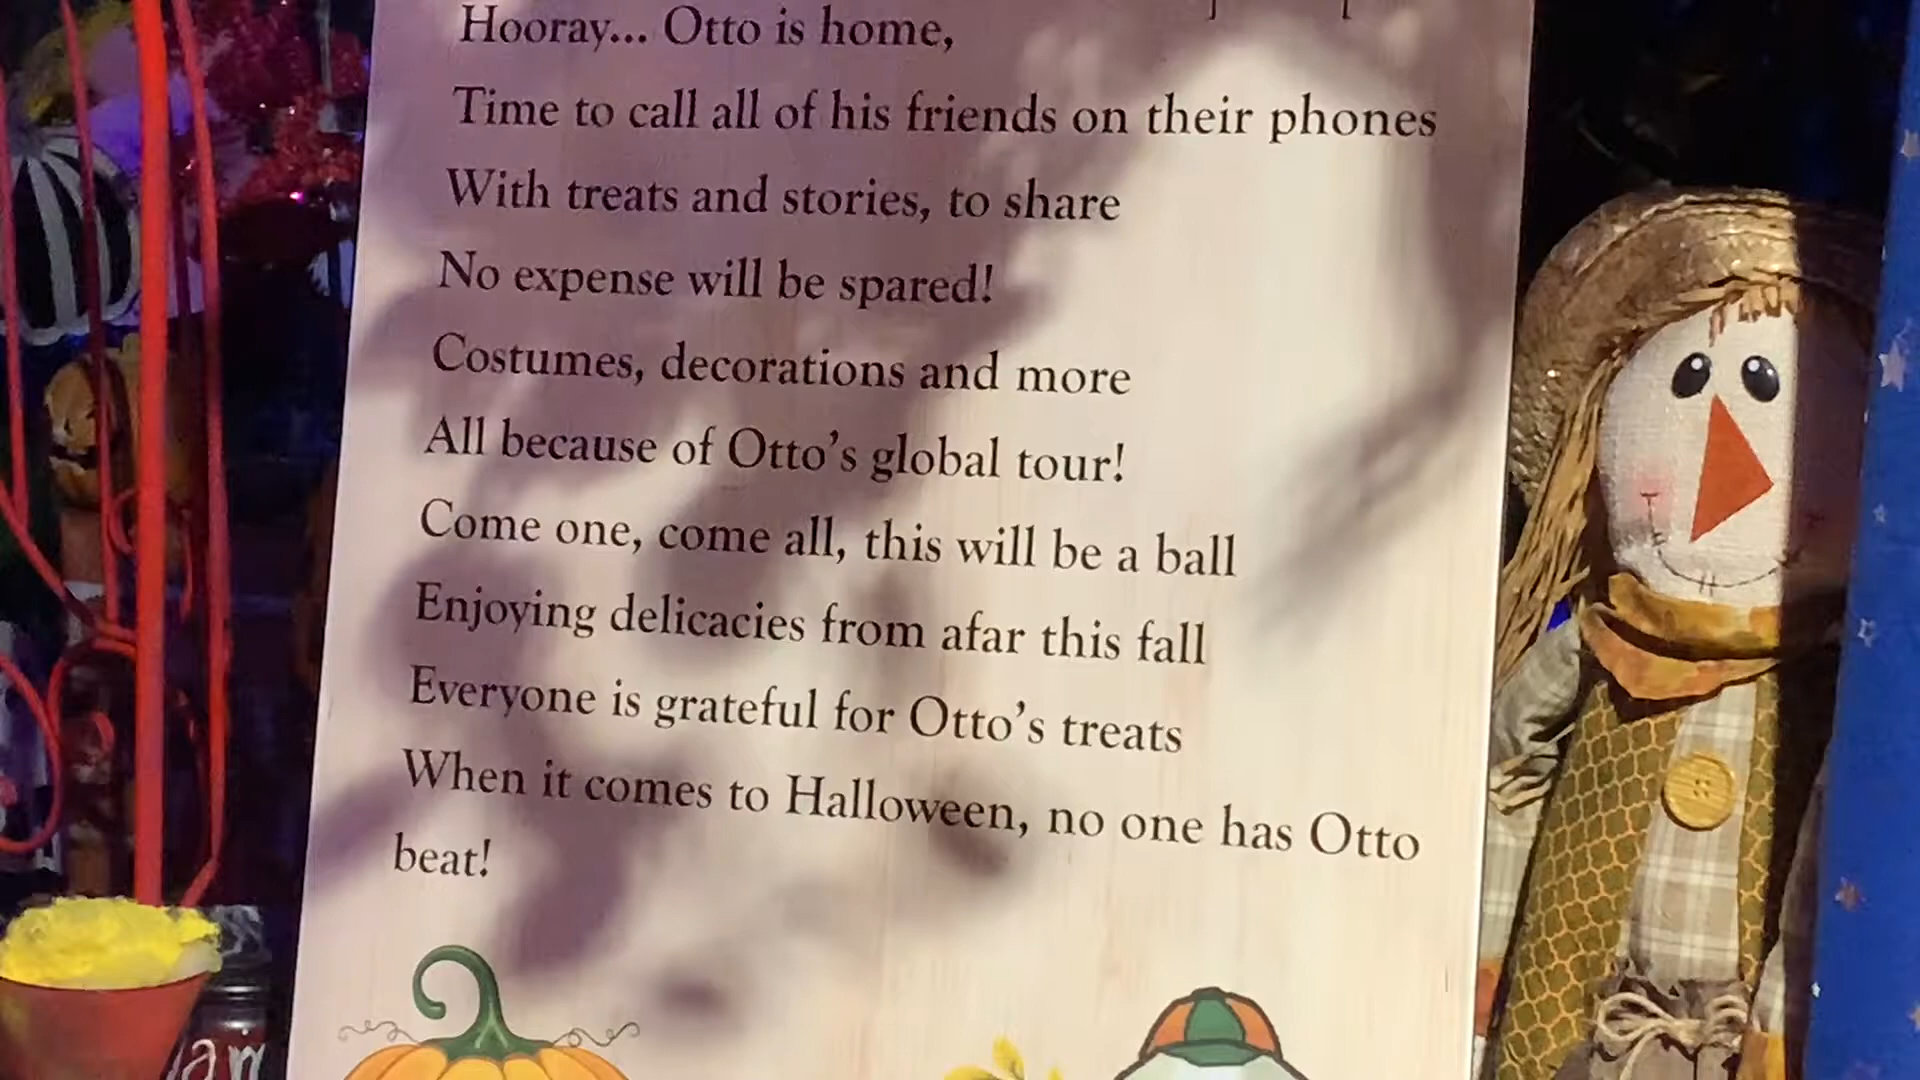 Hooray... Otto is home,
Time to call all of his friends on their phones
With treats and stories, to share
No expense will be spared!
Costumes, decorations and more
All because of Otto's global tour!
Come one, come all, this will be a ball
Enjoying delicacies from afar this fall
Everyone is grateful for Otto's treats
When it comes to Halloween, no one has Otto
beat!